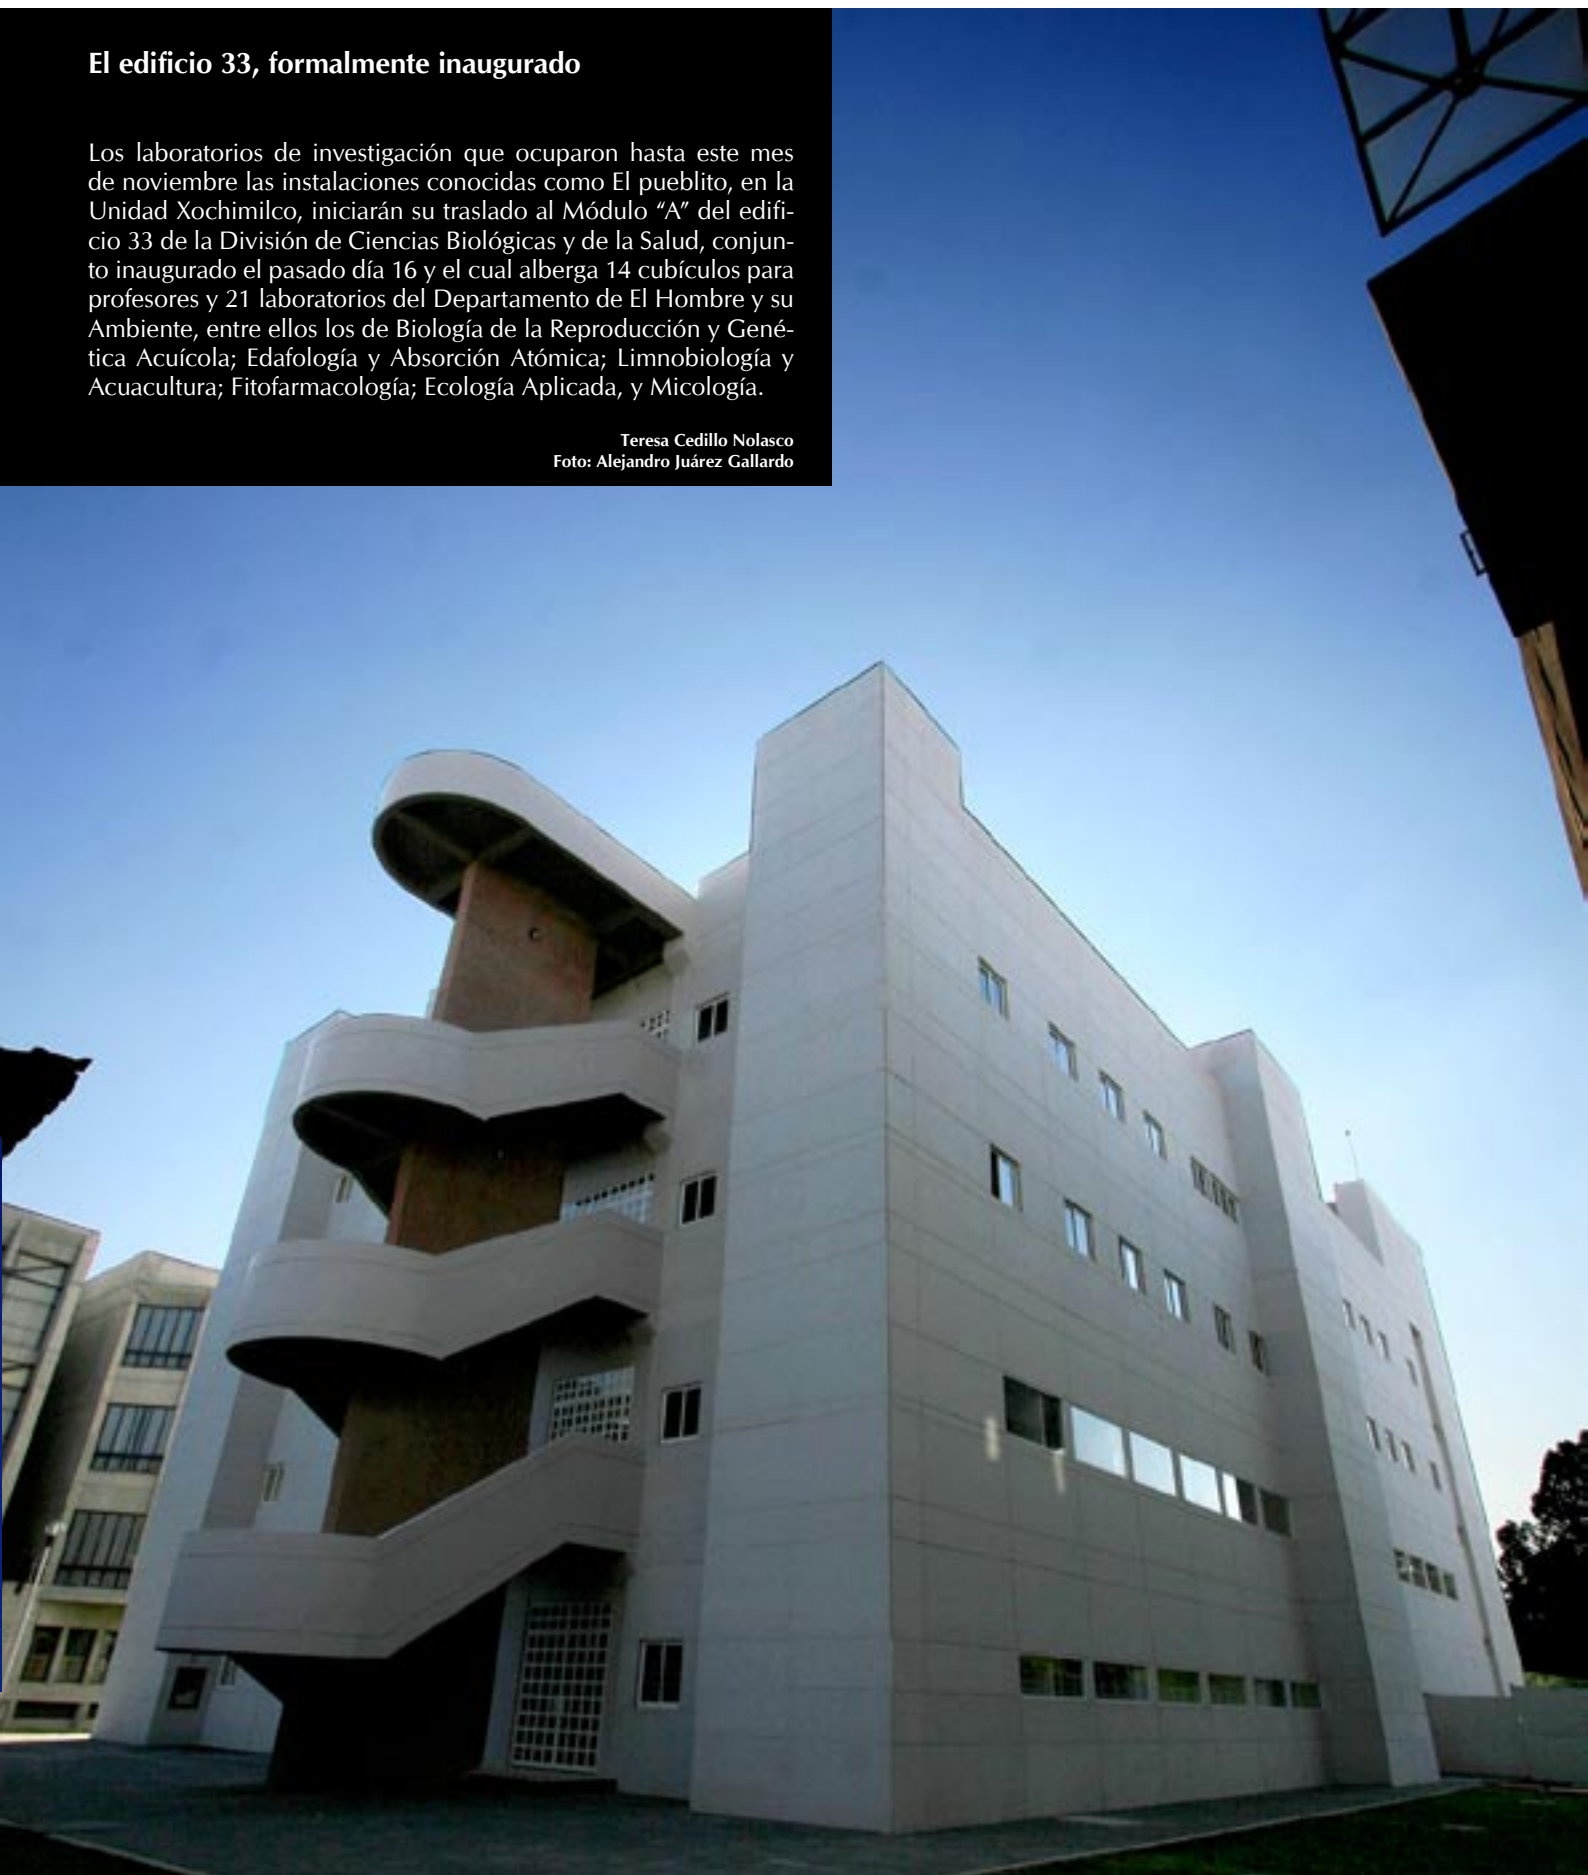 El edificio 33, formalmente inaugurado
Los laboratorios de investigación que ocuparon hasta este mes
de noviembre las instalaciones conocidas como El pueblito, en la
Unidad Xochimilco, iniciarán su traslado al Módulo “A” del edifi-
cio 33 de la División de Ciencias Biológicas y de la Salud, conjun-
to inaugurado el pasado día 16 y el cual alberga 14 cubículos para
profesores y 21 laboratorios del Departamento de El Hombre y su
Ambiente, entre ellos los de Biología de la Reproducción y Gené-
tica Acuícola; Edafología y Absorción Atómica; Limnobiología y
Acuacultura; Fitofarmacología; Ecología Aplicada, y Micología.
Teresa Cedillo Nolasco
Foto: Alejandro Juárez Gallardo